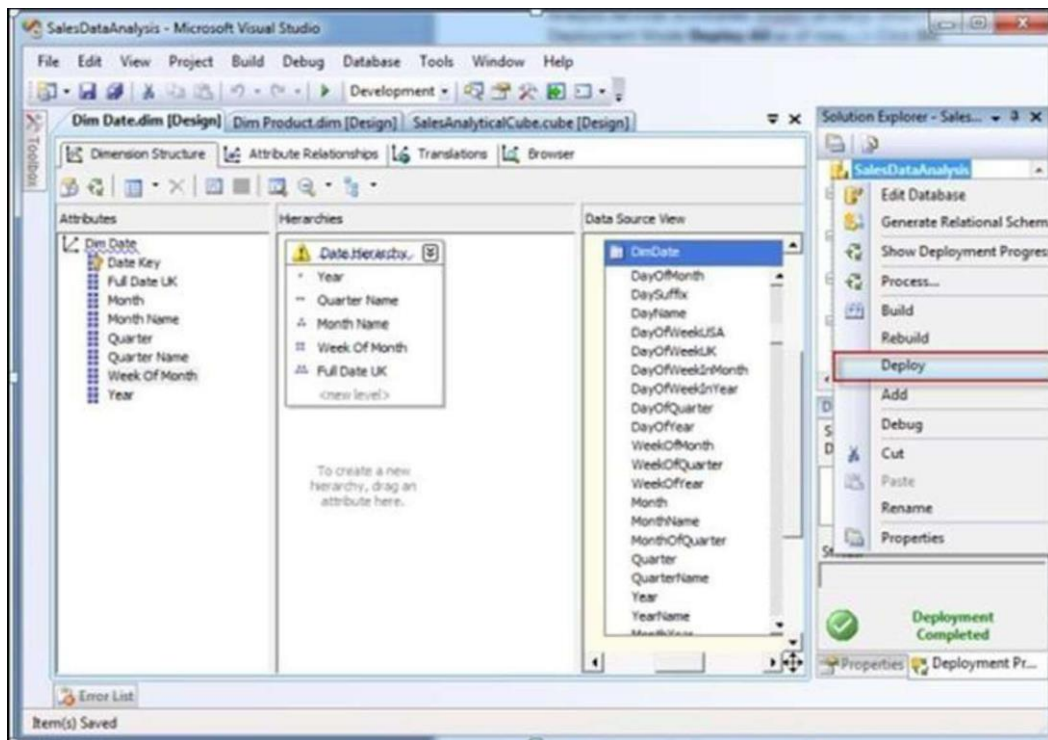 SalesDataAnalysis - Microsoft Visual Studio
File Edit View Project Build Debug Database Tools Window Help
Development
Toolbox
Dim Date.dim [Design] Dim Product.dim [Design] SalesAnalyticalCube.cube [Design]
Dimension Structure Attribute Relationships Translations Browser
Attributes
Dim Date
Date Key
Full Date UK
Month
Month Name
Quarter
Quarter Name
Week Of Month
Year
Hierarchies
Date Hierarchy
Year
Quarter Name
Month Name
Week Of Month
Full Date UK
<new level>
To create a new
hierarchy, drag an
attribute here.
Data Source View
DimDate
DayOfMonth
DaySuffix
DayName
DayOfWeekUSA
DayOfWeekUK
DayOfWeekInMonth
DayOfWeekInYear
DayOfQuarter
DayOfYear
WeekOfMonth
WeekOfQuarter
WeekOfYear
Month
MonthName
MonthOfQuarter
Quarter
QuarterName
Year
YearName
MonthYear
Solution Explorer - Sales...
SalesDataAnalysis
Edit Database
Generate Relational Schem
Show Deployment Progres
Process...
Build
Rebuild
Deploy
Add
Debug
Cut
Paste
Rename
Properties
Deployment
Completed
Properties Deployment Pr...
Error List
Item(s) Saved